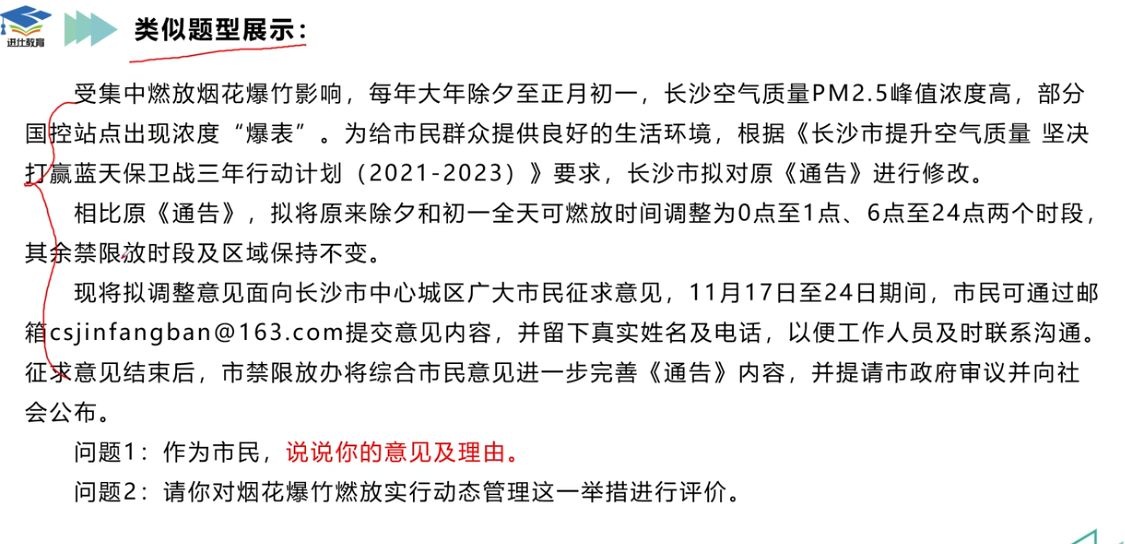 进仕教育
类似题型展示：
受集中燃放烟花爆竹影响，每年大年除夕至正月初一，长沙空气质量PM2.5峰值浓度高，部分
国控站点出现浓度“爆表”。为给市民群众提供良好的生活环境，根据《长沙市提升空气质量 坚决
打赢蓝天保卫战三年行动计划（2021-2023）》要求，长沙市拟对原《通告》进行修改。
相比原《通告》，拟将原来除夕和初一全天可燃放时间调整为0点至1点、6点至24点两个时段，
其余禁限放时段及区域保持不变。
现将拟调整意见面向长沙市中心城区广大市民征求意见，11月17日至24日期间，市民可通过邮
箱csjinfangban@163.com提交意见内容，并留下真实姓名及电话，以便工作人员及时联系沟通。
征求意见结束后，市禁限放办将综合市民意见进一步完善《通告》内容，并提请市政府审议并向社
会公布。
问题1：作为市民，说说你的意见及理由。
问题2：请你对烟花爆竹燃放实行动态管理这一举措进行评价。